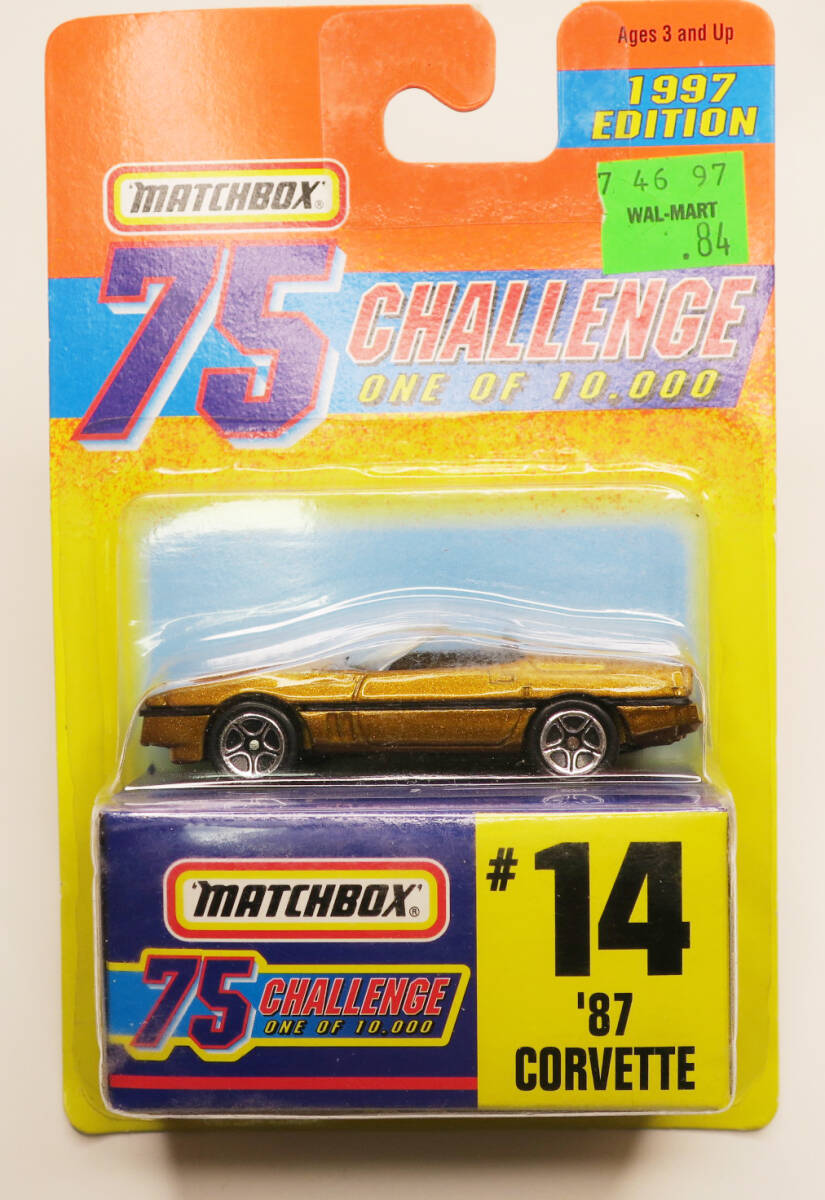 Ages 3 and Up
1997
EDITION
7 46 97
WAL-MART
.84
'MATCHBOX'®
75 CHALLENGE
ONE OF 10.000
'MATCHBOX'®
75 CHALLENGE
ONE OF 10.000
#14
'87
CORVETTE